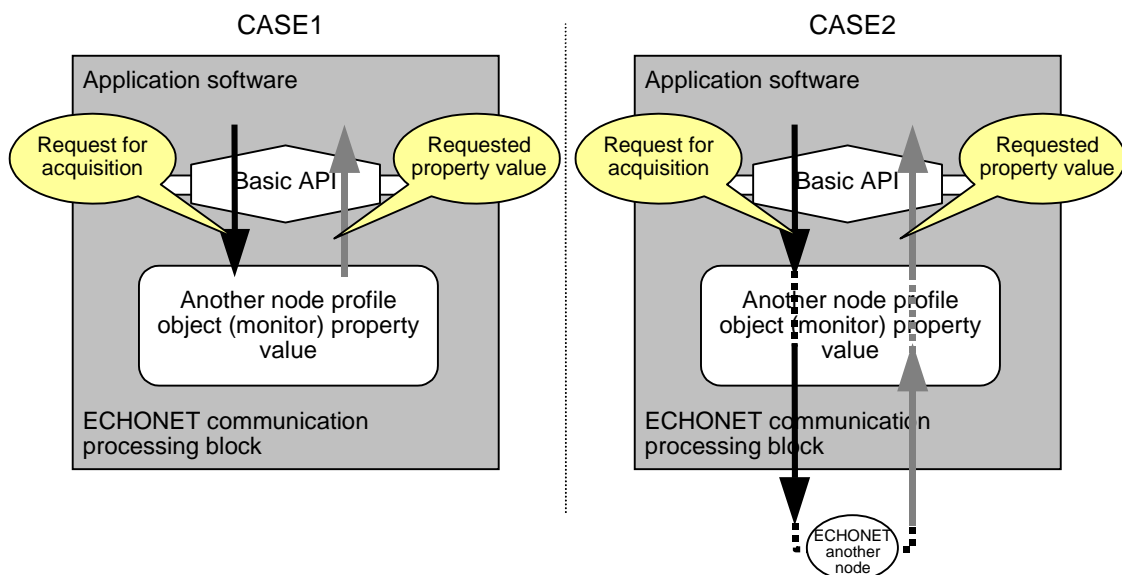 CASE1
Application software
Request for
acquisition
Basic API
Requested
property value
Another node profile
object (monitor) property
value
ECHONET communication
processing block
CASE2
Application software
Request for
acquisition
Basic API
Requested
property value
Another node profile
object (monitor) property
value
ECHONET communication
processing block
ECHONET
another
node